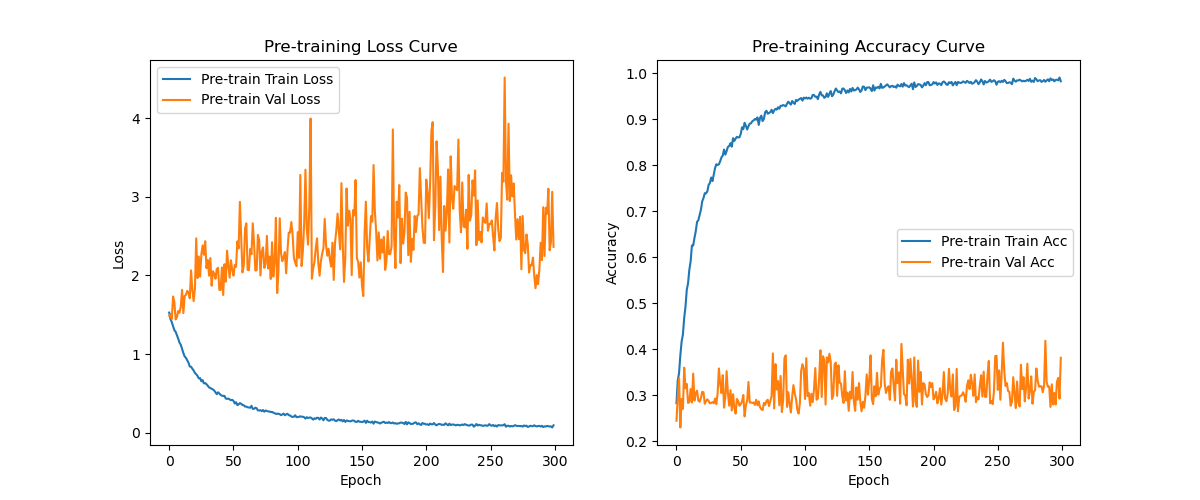 Pre-training Loss Curve
Pre-train Train Loss
Pre-train Val Loss
Loss
4
3
2
1
0
0 50 100 150 200 250 300
Epoch
Pre-training Accuracy Curve
Pre-train Train Acc
Pre-train Val Acc
Accuracy
1.0
0.9
0.8
0.7
0.6
0.5
0.4
0.3
0.2
0 50 100 150 200 250 300
Epoch